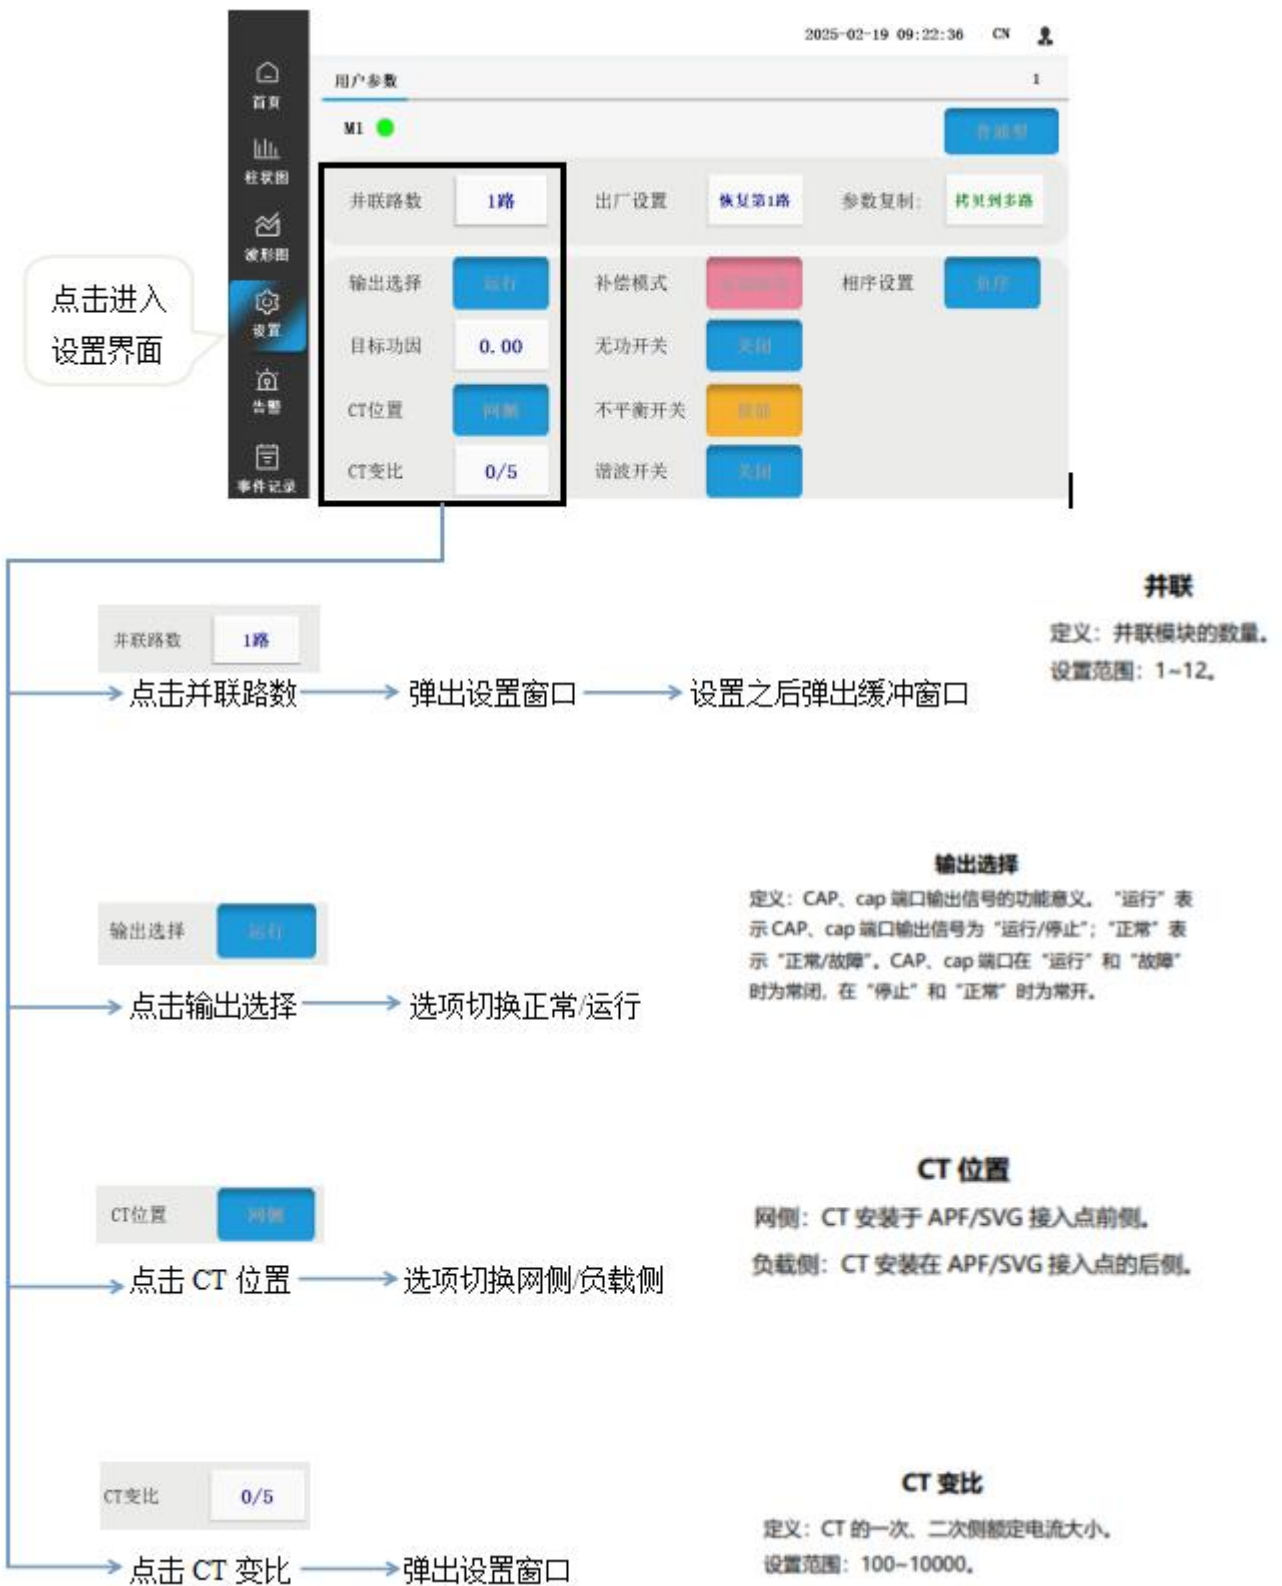 2025-02-19 09:22:36 CN
首页
用户参数 1
M1 普通型
柱状图
并联路数 1路 出厂设置 恢复第1路 参数复制: 拷贝到多路
波形图
点击进入
设置界面
设置
输出选择 运行 补偿模式 相序设置
目标功因 0.00 无功开关 关闭
告警
CT位置 网侧 不平衡开关
CT变比 0/5 谐波开关 关闭
事件记录
并联
定义：并联模块的数量。
设置范围：1~12。
并联路数 1路
点击并联路数 弹出设置窗口 设置之后弹出缓冲窗口
输出选择
定义：CAP、cap 端口输出信号的功能意义。 “运行” 表
示 CAP、cap 端口输出信号为 “运行/停止”；“正常” 表
示 “正常/故障”。CAP、cap 端口在 “运行” 和 “故障”
时为常闭，在 “停止” 和 “正常” 时为常开。
输出选择 运行
点击输出选择 选项切换正常/运行
CT 位置
网侧：CT 安装于 APF/SVG 接入点前侧。
负载侧：CT 安装在 APF/SVG 接入点的后侧。
CT位置 网侧
点击 CT 位置 选项切换网侧/负载侧
CT 变比
定义：CT 的一次、二次侧额定电流大小。
设置范围：100~10000。
CT变比 0/5
点击 CT 变比 弹出设置窗口